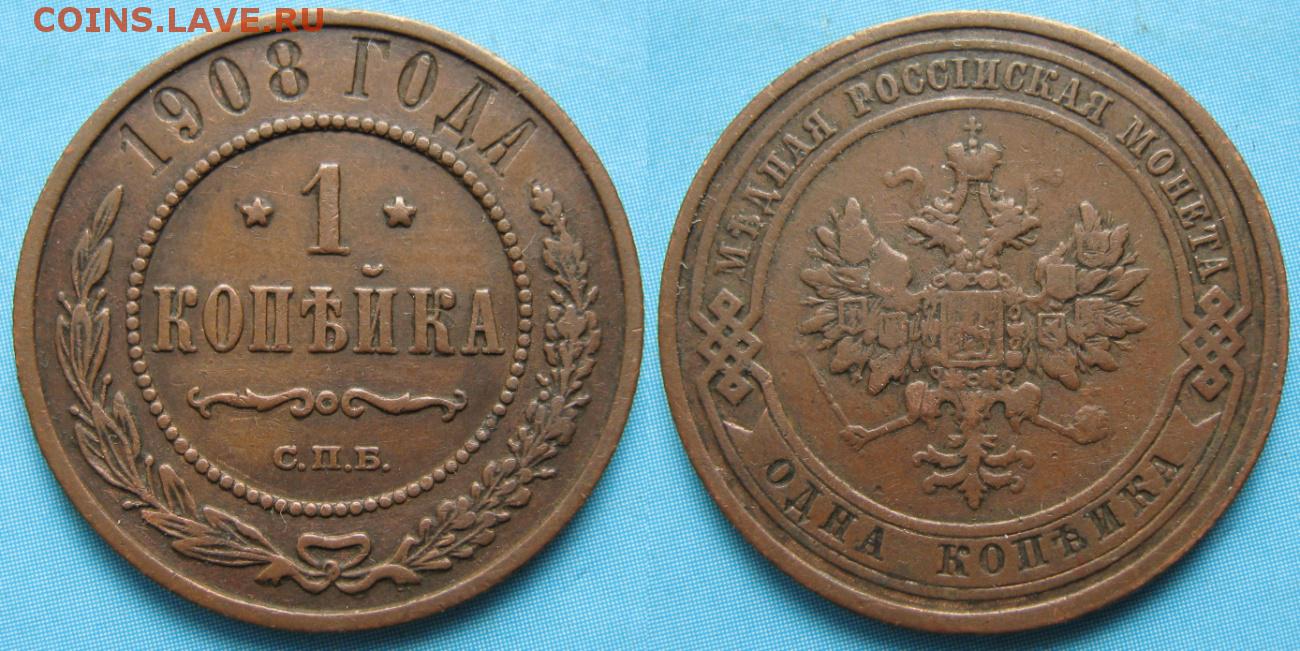 COINS.LAVE.RU
1908 ГОДА
1
КОПѢЙКА
С.П.Б.
МѢДНАЯ РОССІЙСКАЯ МОНЕТА
ОДНА КОПѢЙКА